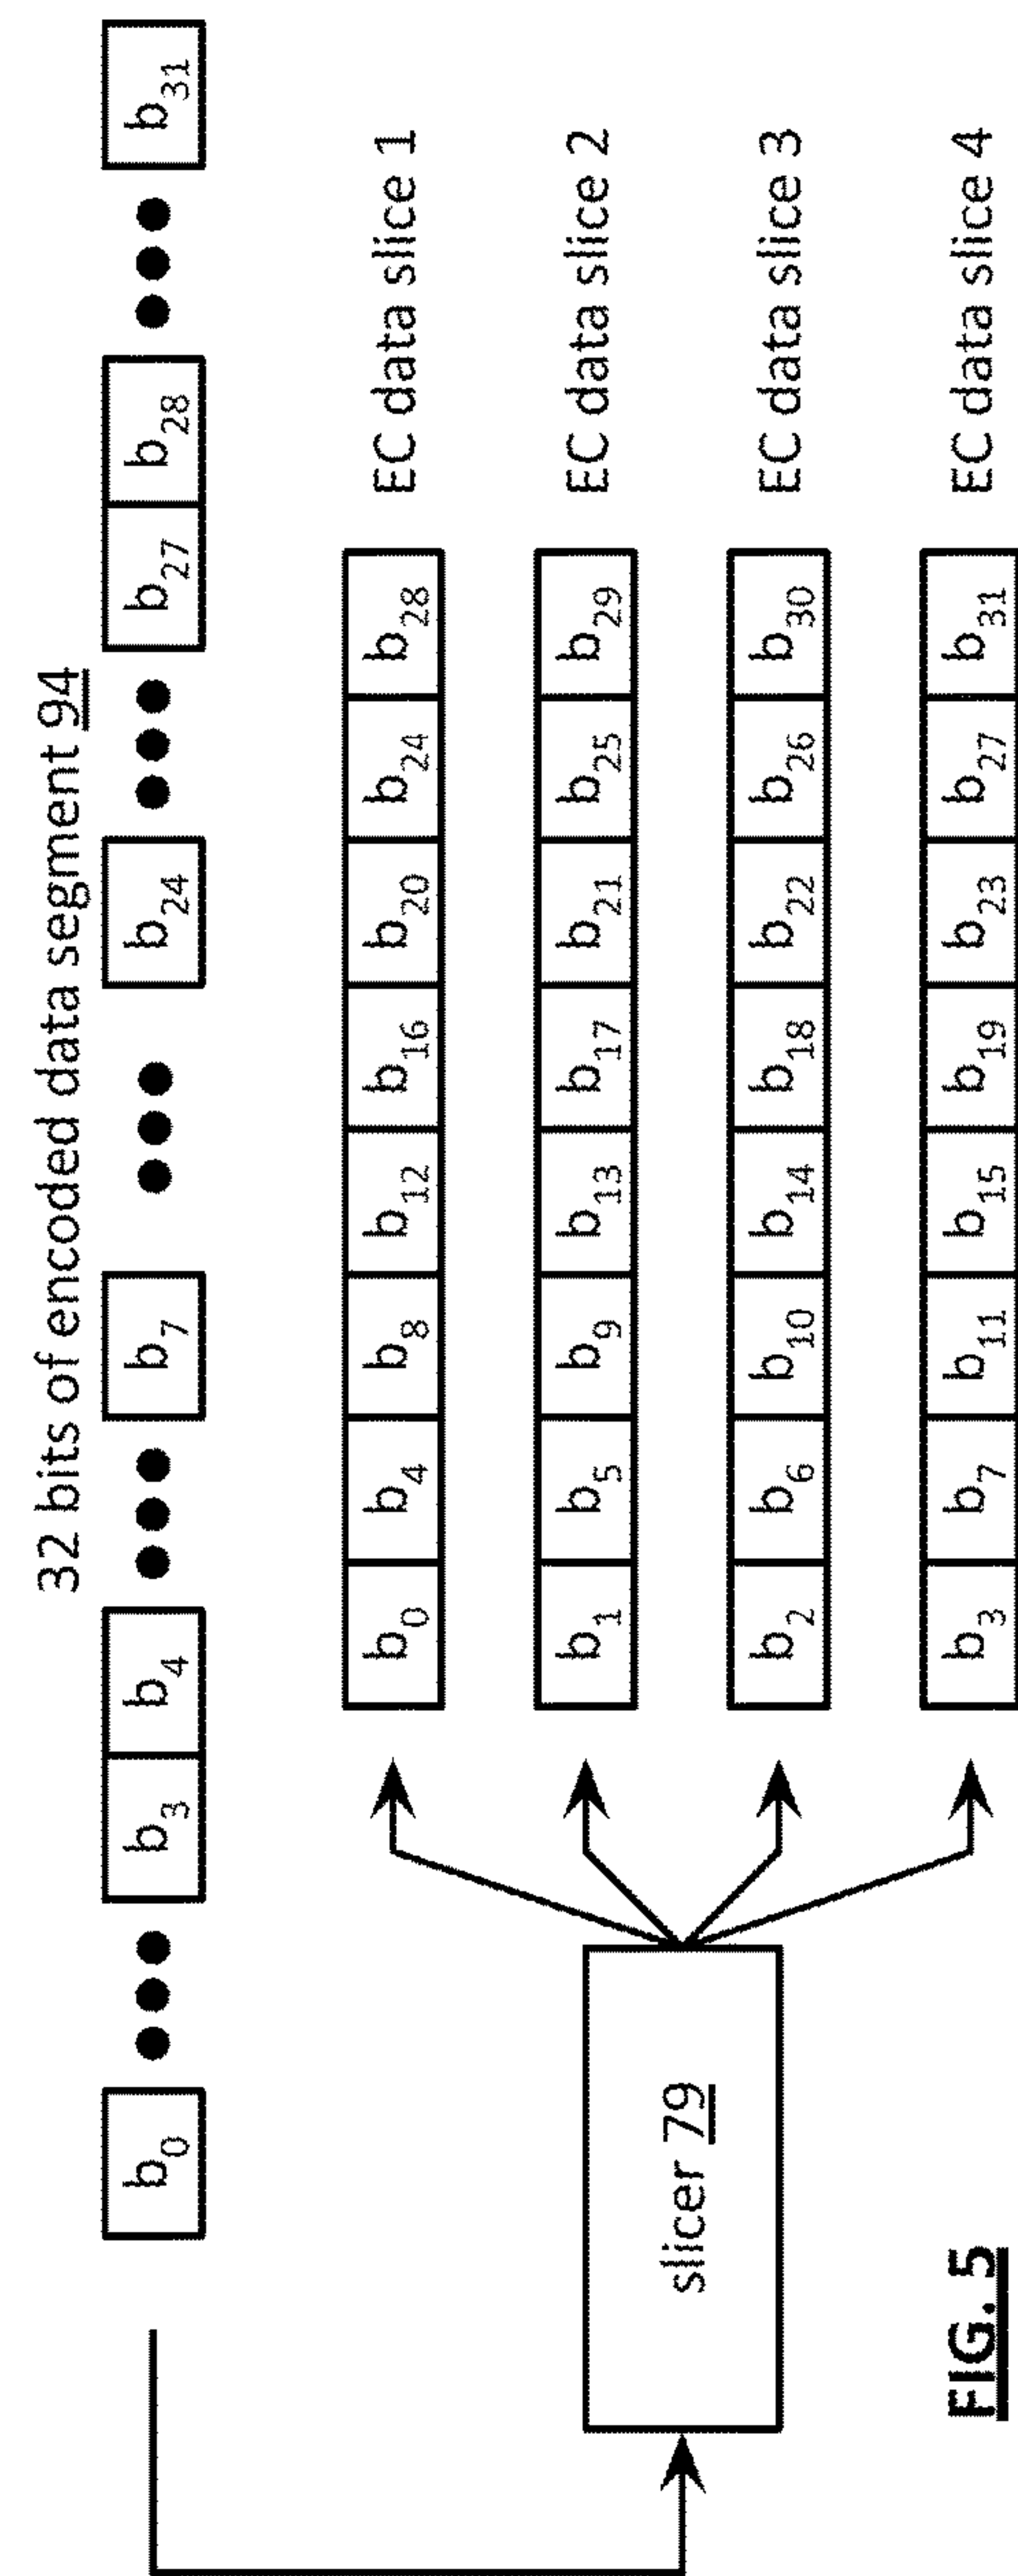 32 bits of encoded data segment 94
b0 ●●● b3 b4 ●●● b7 ●●● b24 ●●● b27 b28 ●●● b31
b0 b4 b8 b12 b16 b20 b24 b28 EC data slice 1
b1 b5 b9 b13 b17 b21 b25 b29 EC data slice 2
slicer 79
b2 b6 b10 b14 b18 b22 b26 b30 EC data slice 3
b3 b7 b11 b15 b19 b23 b27 b31 EC data slice 4
FIG. 5